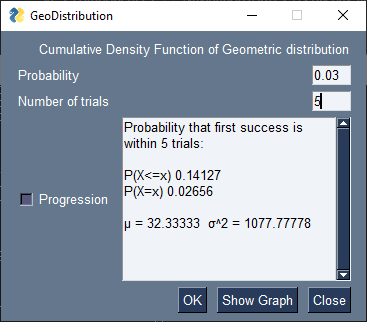 GeoDistribution
Cumulative Density Function of Geometric distribution
Probability 0.03
Number of trials 5
Probability that first success is
within 5 trials:
P(X<=x) 0.14127
P(X=x) 0.02656
μ = 32.33333 σ^2 = 1077.77778
Progression
OK Show Graph Close